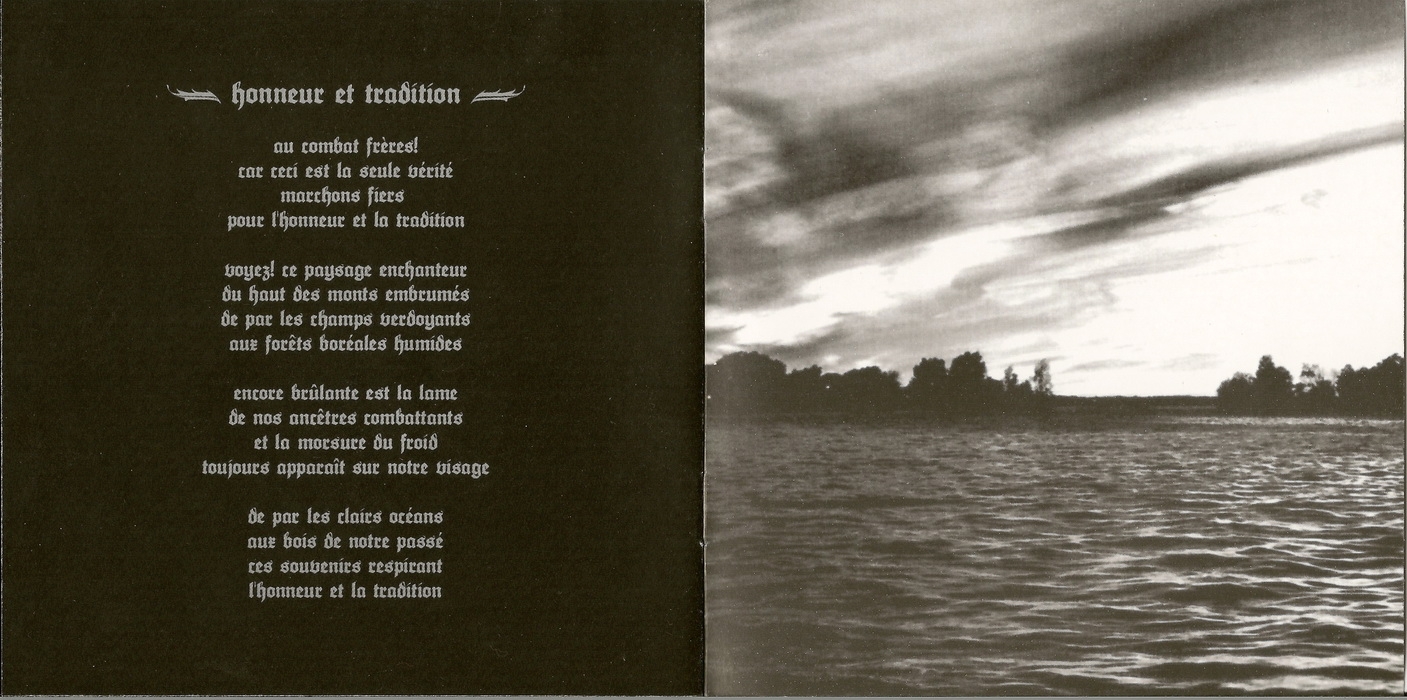 honneur et tradition
au combat frères!
car ceci est la seule vérité
marchons fiers
pour l'honneur et la tradition
voyez! ce paysage enchanteur
du haut des monts embrumés
de par les champs verdoyants
aux forêts boréales humides
encore brûlante est la lame
de nos ancêtres combattants
et la morsure du froid
toujours apparaît sur notre visage
de par les clairs océans
aux bois de notre passé
ces souvenirs respirant
l'honneur et la tradition